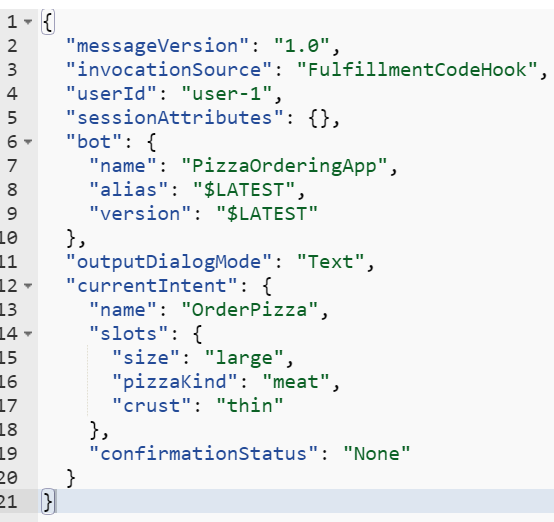 1 {
2 "messageVersion": "1.0",
3 "invocationSource": "FulfillmentCodeHook",
4 "userId": "user-1",
5 "sessionAttributes": {},
6 "bot": {
7 "name": "PizzaOrderingApp",
8 "alias": "$LATEST",
9 "version": "$LATEST"
10 },
11 "outputDialogMode": "Text",
12 "currentIntent": {
13 "name": "OrderPizza",
14 "slots": {
15 "size": "large",
16 "pizzaKind": "meat",
17 "crust": "thin"
18 },
19 "confirmationStatus": "None"
20 }
21 }